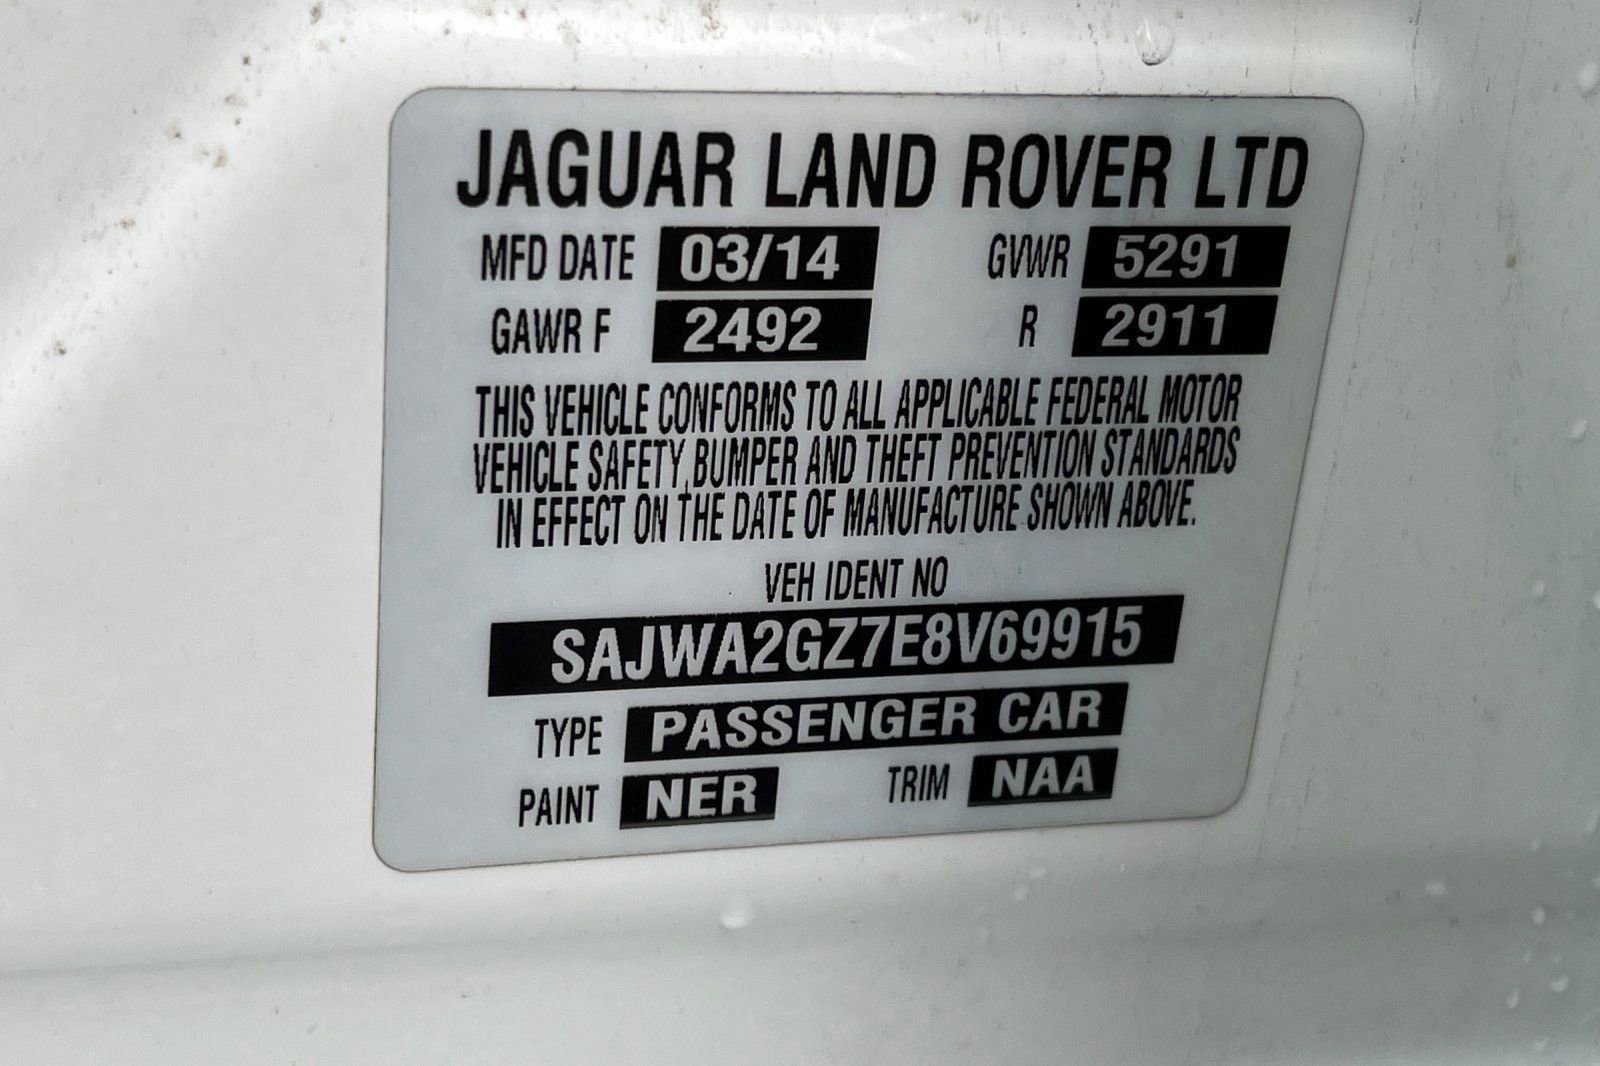 JAGUAR LAND ROVER LTD
MFD DATE 03/14 GVWR 5291
GAWR F 2492 R 2911
THIS VEHICLE CONFORMS TO ALL APPLICABLE FEDERAL MOTOR
VEHICLE SAFETY, BUMPER AND THEFT PREVENTION STANDARDS
IN EFFECT ON THE DATE OF MANUFACTURE SHOWN ABOVE.
VEH IDENT NO
SAJWA2GZ7E8V69915
TYPE PASSENGER CAR
PAINT NER TRIM NAA